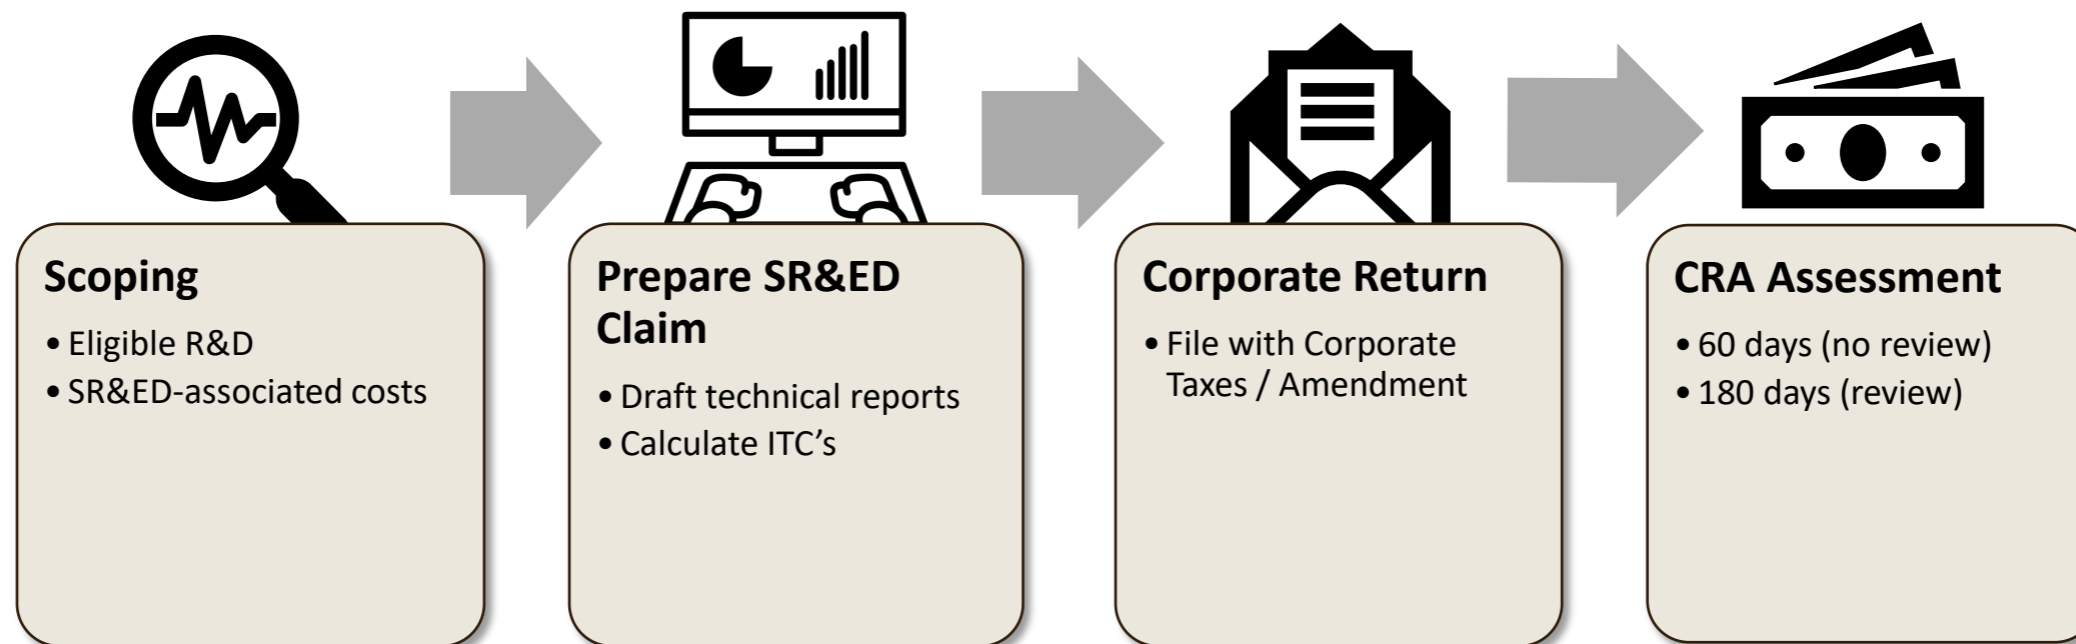 Scoping
• Eligible R&D
• SR&ED-associated costs
Prepare SR&ED
Claim
• Draft technical reports
• Calculate ITC’s
Corporate Return
• File with Corporate
Taxes / Amendment
CRA Assessment
• 60 days (no review)
• 180 days (review)